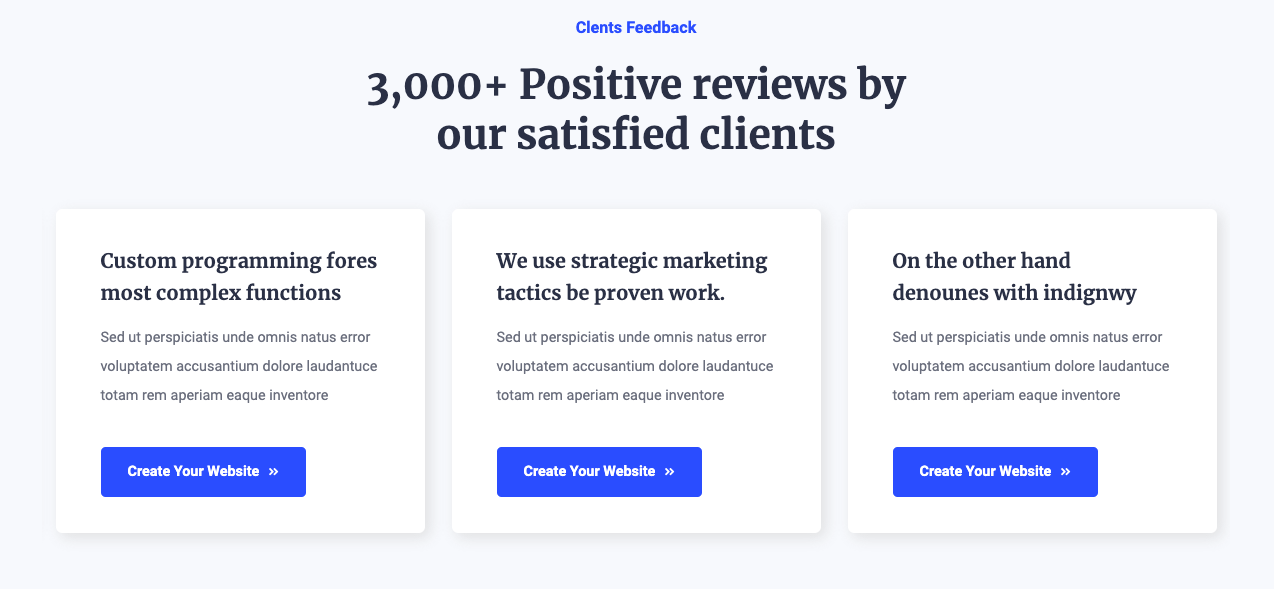 Clents Feedback
3,000+ Positive reviews by
our satisfied clients
Custom programming fores
most complex functions
Sed ut perspiciatis unde omnis natus error
voluptatem accusantium dolore laudantuce
totam rem aperiam eaque inventore
Create Your Website »
We use strategic marketing
tactics be proven work.
Sed ut perspiciatis unde omnis natus error
voluptatem accusantium dolore laudantuce
totam rem aperiam eaque inventore
Create Your Website »
On the other hand
denounes with indignwy
Sed ut perspiciatis unde omnis natus error
voluptatem accusantium dolore laudantuce
totam rem aperiam eaque inventore
Create Your Website »